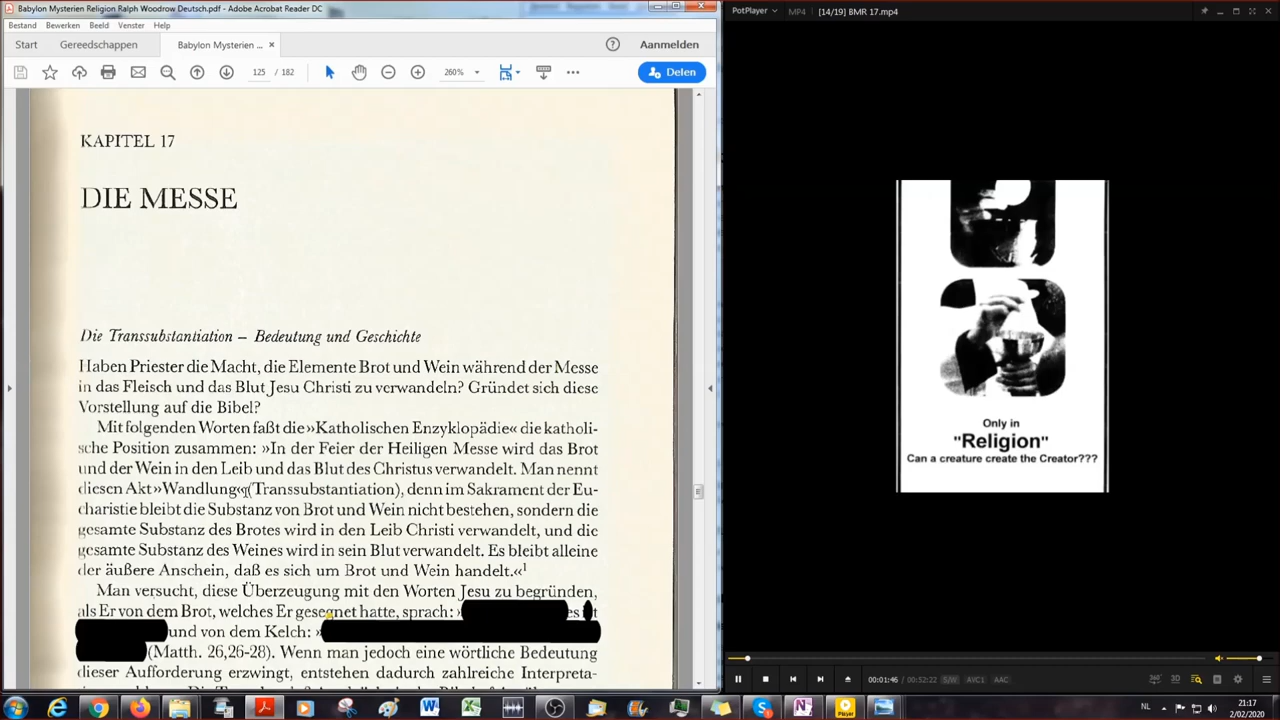 Babylon Mysterien Religion Ralph Woodrow Deutsch.pdf - Adobe Acrobat Reader DC
Bestand Bewerken Beeld Venster Help
Start Gereedschappen Babylon Mysterien ... × Aanmelden
125 / 182 260% Delen
KAPITEL 17
DIE MESSE
Die Transsubstantiation – Bedeutung und Geschichte
Haben Priester die Macht, die Elemente Brot und Wein während der Messe
in das Fleisch und das Blut Jesu Christi zu verwandeln? Gründet sich diese
Vorstellung auf die Bibel?
Mit folgenden Worten faßt die »Katholischen Enzyklopädie« die katholi-
sche Position zusammen: »In der Feier der Heiligen Messe wird das Brot
und der Wein in den Leib und das Blut des Christus verwandelt. Man nennt
diesen Akt »Wandlung« (Transsubstantiation), denn im Sakrament der Eu-
charistie bleibt die Substanz von Brot und Wein nicht bestehen, sondern die
gesamte Substanz des Brotes wird in den Leib Christi verwandelt, und die
gesamte Substanz des Weines wird in sein Blut verwandelt. Es bleibt alleine
der äußere Anschein, daß es sich um Brot und Wein handelt.«1
Man versucht, diese Überzeugung mit den Worten Jesu zu begründen,
als Er von dem Brot, welches Er gesegnet hatte, sprach: »
und von dem Kelch: »
(Matth. 26,26-28). Wenn man jedoch eine wörtliche Bedeutung
dieser Aufforderung erzwingt, entstehen dadurch zahlreiche Interpreta-
PotPlayer MP4 [14/19] BMR 17.mp4
Only in
"Religion"
Can a creature create the Creator???
00:01:46 / 00:52:22 S/W AVC1 AAC
360° 3D
NL 21:17
2/02/2020